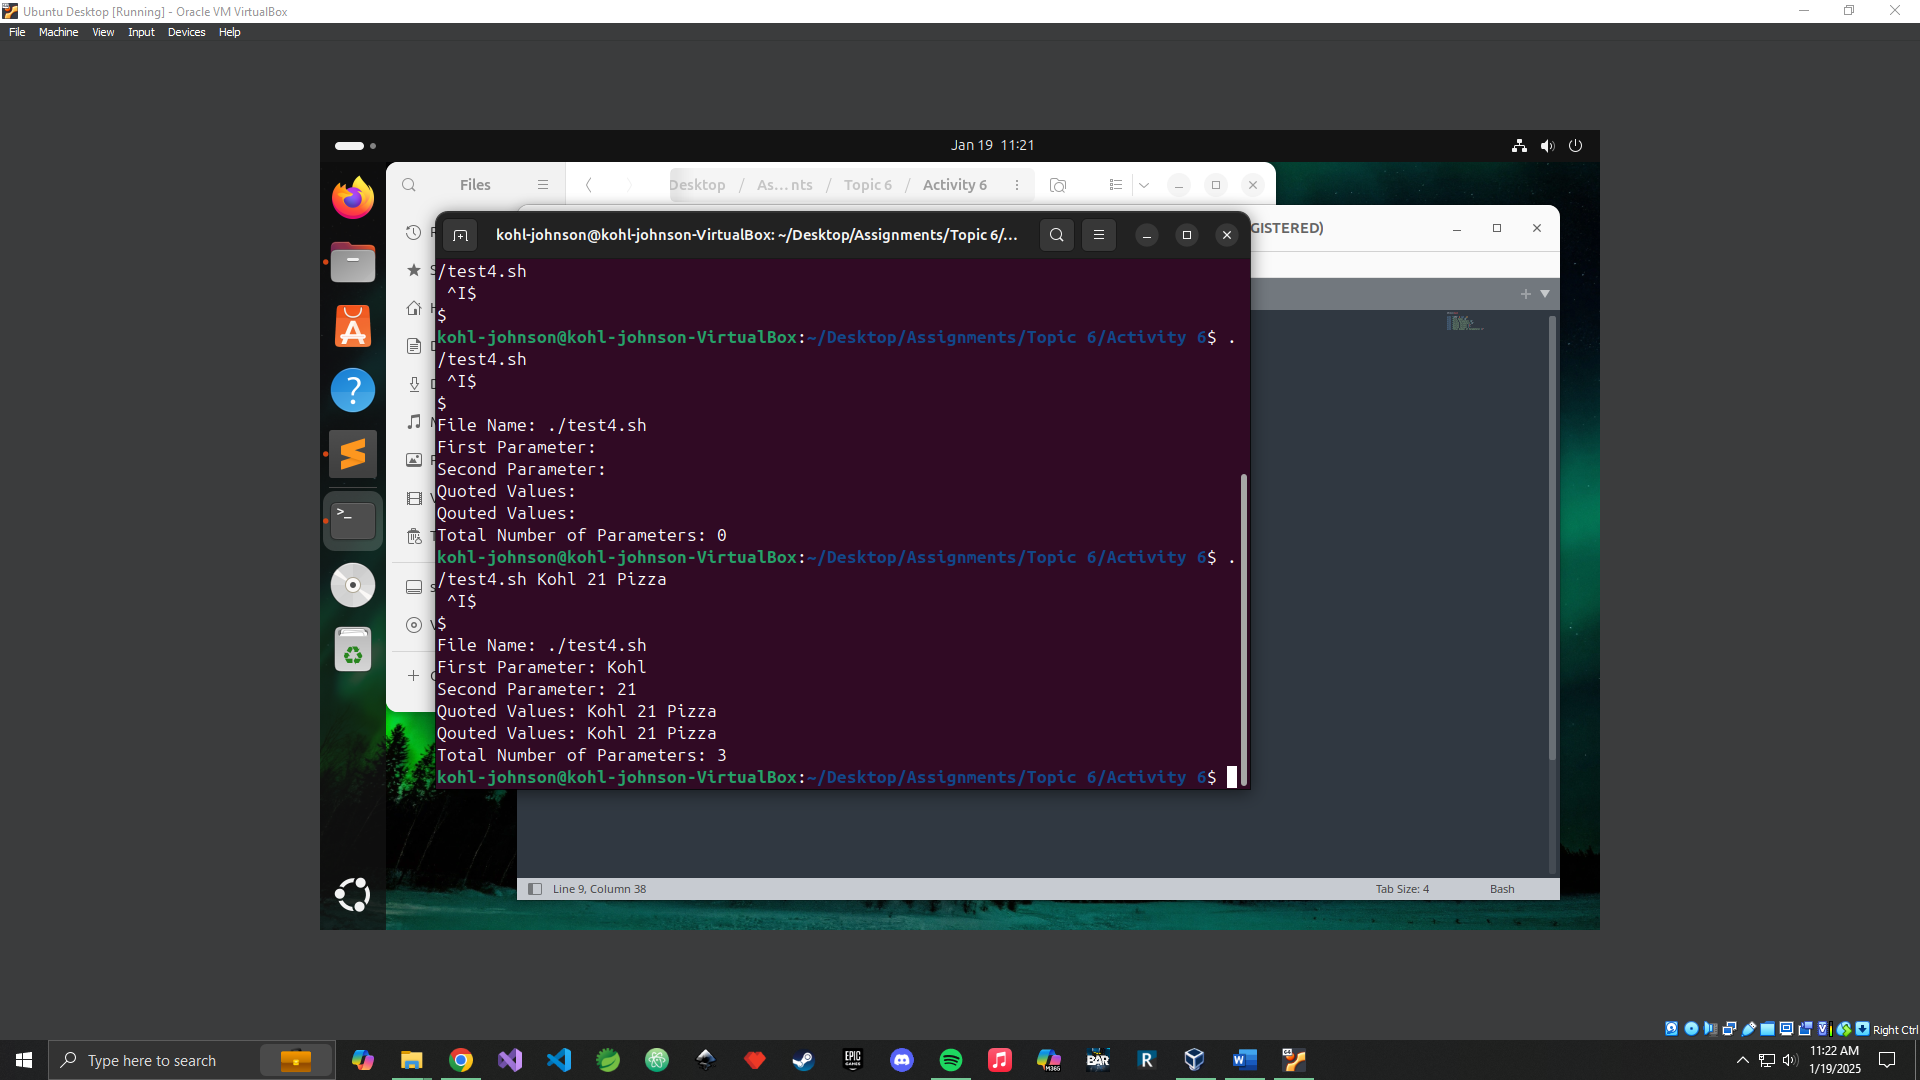 Ubuntu Desktop [Running] - Oracle VM VirtualBox
File Machine View Input Devices Help
Jan 19 11:21
Files
Desktop / As...nts / Topic 6 / Activity 6
GISTERED)
kohl-johnson@kohl-johnson-VirtualBox: ~/Desktop/Assignments/Topic 6/...
/test4.sh
^I$
$
kohl-johnson@kohl-johnson-VirtualBox:~/Desktop/Assignments/Topic 6/Activity 6$ .
/test4.sh
^I$
$
File Name: ./test4.sh
First Parameter:
Second Parameter:
Quoted Values:
Qouted Values:
Total Number of Parameters: 0
kohl-johnson@kohl-johnson-VirtualBox:~/Desktop/Assignments/Topic 6/Activity 6$ .
/test4.sh Kohl 21 Pizza
^I$
$
File Name: ./test4.sh
First Parameter: Kohl
Second Parameter: 21
Quoted Values: Kohl 21 Pizza
Qouted Values: Kohl 21 Pizza
Total Number of Parameters: 3
kohl-johnson@kohl-johnson-VirtualBox:~/Desktop/Assignments/Topic 6/Activity 6$
Line 9, Column 38
Tab Size: 4
Bash
Right Ctrl
Type here to search
EPIC GAMES
M365
BAR
R
11:22 AM
1/19/2025